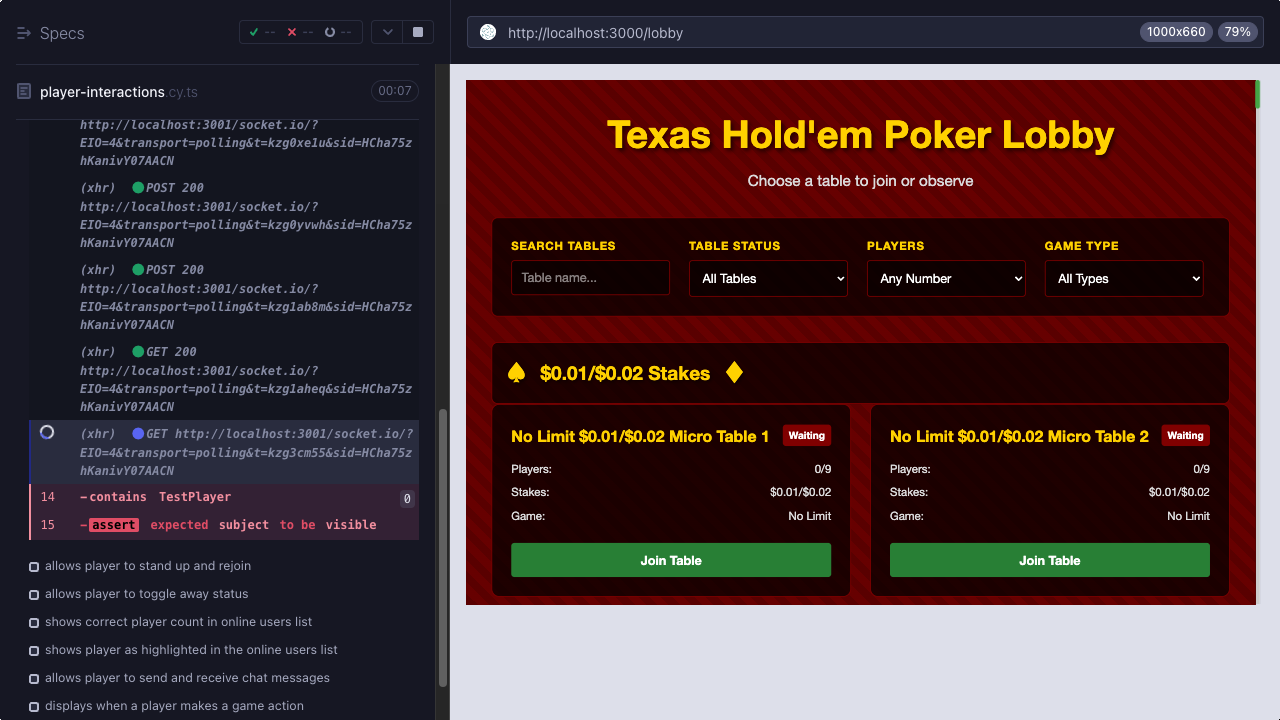 Specs
-- -- --
http://localhost:3000/lobby
1000x660
79%
player-interactions.cy.ts
00:07
http://localhost:3001/socket.io/?
EIO=4&transport=polling&t=kzg0xe1u&sid=HCha75z
hKanivY07AACN
(xhr) POST 200
http://localhost:3001/socket.io/?
EIO=4&transport=polling&t=kzg0yvwh&sid=HCha75z
hKanivY07AACN
(xhr) POST 200
http://localhost:3001/socket.io/?
EIO=4&transport=polling&t=kzg1ab8m&sid=HCha75z
hKanivY07AACN
(xhr) GET 200
http://localhost:3001/socket.io/?
EIO=4&transport=polling&t=kzg1aheq&sid=HCha75z
hKanivY07AACN
(xhr) GET http://localhost:3001/socket.io/?
EIO=4&transport=polling&t=kzg3cm55&sid=HCha75z
hKanivY07AACN
14 -contains TestPlayer 0
15 -assert expected subject to be visible
allows player to stand up and rejoin
allows player to toggle away status
shows correct player count in online users list
shows player as highlighted in the online users list
allows player to send and receive chat messages
displays when a player makes a game action
Texas Hold'em Poker Lobby
Choose a table to join or observe
SEARCH TABLES
Table name...
TABLE STATUS
All Tables
PLAYERS
Any Number
GAME TYPE
All Types
♠ $0.01/$0.02 Stakes ♦
No Limit $0.01/$0.02 Micro Table 1 Waiting
Players: 0/9
Stakes: $0.01/$0.02
Game: No Limit
Join Table
No Limit $0.01/$0.02 Micro Table 2 Waiting
Players: 0/9
Stakes: $0.01/$0.02
Game: No Limit
Join Table